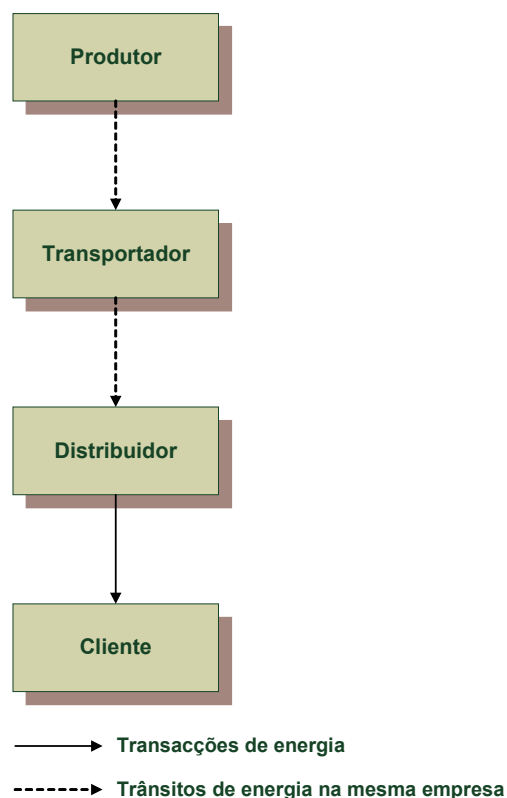 Produtor
Transportador
Distribuidor
Cliente
Transacções de energia
Trânsitos de energia na mesma empresa